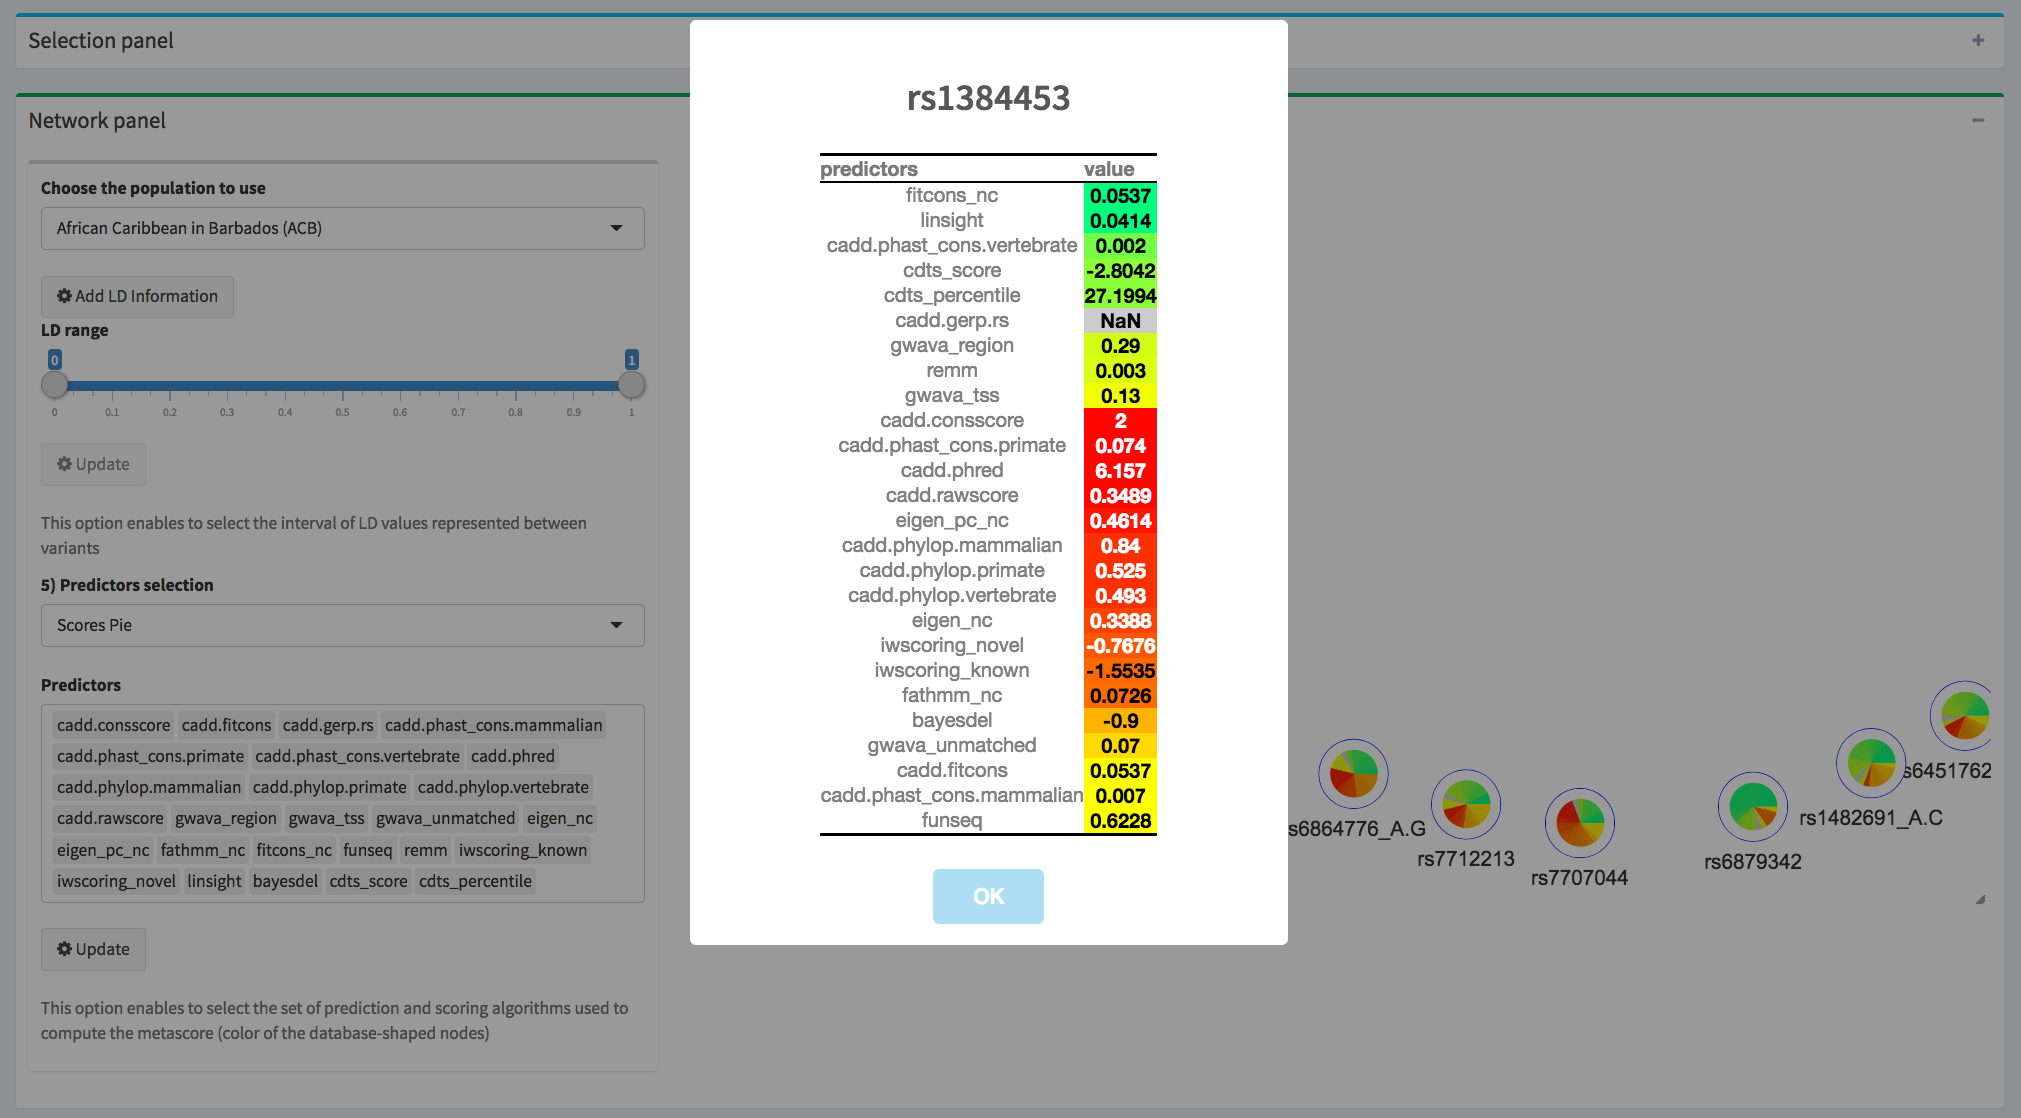 Selection panel
Network panel
Choose the population to use
African Caribbean in Barbados (ACB)
Add LD Information
LD range
0 1
0 0.1 0.2 0.3 0.4 0.5 0.6 0.7 0.8 0.9 1
Update
This option enables to select the interval of LD values represented between
variants
5) Predictors selection
Scores Pie
Predictors
cadd.consscore cadd.fitcons cadd.gerp.rs cadd.phast_cons.mammalian
cadd.phast_cons.primate cadd.phast_cons.vertebrate cadd.phred
cadd.phylop.mammalian cadd.phylop.primate cadd.phylop.vertebrate
cadd.rawscore gwava_region gwava_tss gwava_unmatched eigen_nc
eigen_pc_nc fathmm_nc fitcons_nc funseq remm iwscoring_known
iwscoring_novel linsight bayesdel cdts_score cdts_percentile
Update
This option enables to select the set of prediction and scoring algorithms used to
compute the metascore (color of the database-shaped nodes)
rs1384453
predictors value
fitcons_nc 0.0537
linsight 0.0414
cadd.phast_cons.vertebrate 0.002
cdts_score -2.8042
cdts_percentile 27.1994
cadd.gerp.rs NaN
gwava_region 0.29
remm 0.003
gwava_tss 0.13
cadd.consscore 2
cadd.phast_cons.primate 0.074
cadd.phred 6.157
cadd.rawscore 0.3489
eigen_pc_nc 0.4614
cadd.phylop.mammalian 0.84
cadd.phylop.primate 0.525
cadd.phylop.vertebrate 0.493
eigen_nc 0.3388
iwscoring_novel -0.7676
iwscoring_known -1.5535
fathmm_nc 0.0726
bayesdel -0.9
gwava_unmatched 0.07
cadd.fitcons 0.0537
cadd.phast_cons.mammalian 0.007
funseq 0.6228
OK
s6864776_A.G
rs7712213
rs7707044
rs6879342
rs1482691_A.C
s6451762